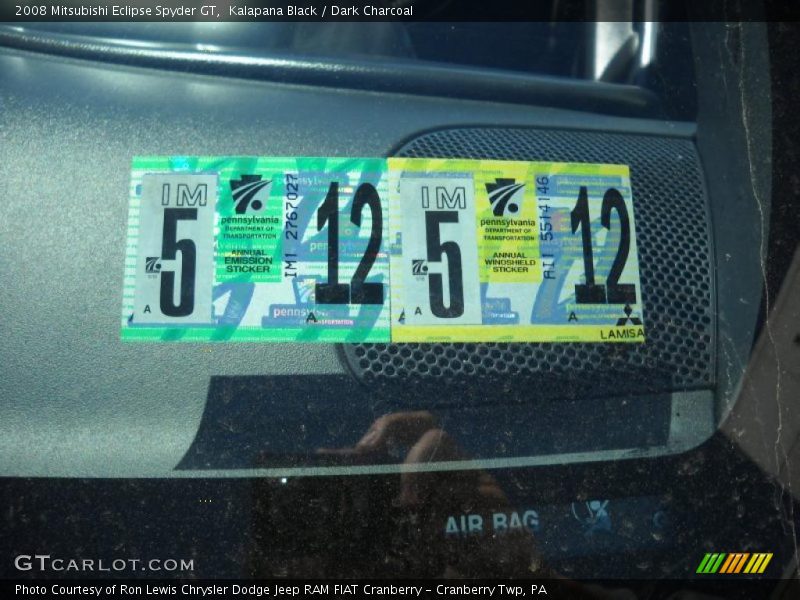 2008 Mitsubishi Eclipse Spyder GT, Kalapana Black / Dark Charcoal
IM
5
A
pennsylvania
DEPARTMENT OF
TRANSPORTATION
ANNUAL
EMISSION
STICKER
IM1 2767027
12
A
IM
5
A
pennsylvania
DEPARTMENT OF
TRANSPORTATION
ANNUAL
WINDSHIELD
STICKER
AI1 5514146
12
A
LAMISA
AIR BAG
GTCARLOT.COM
Photo Courtesy of Ron Lewis Chrysler Dodge Jeep RAM FIAT Cranberry – Cranberry Twp, PA